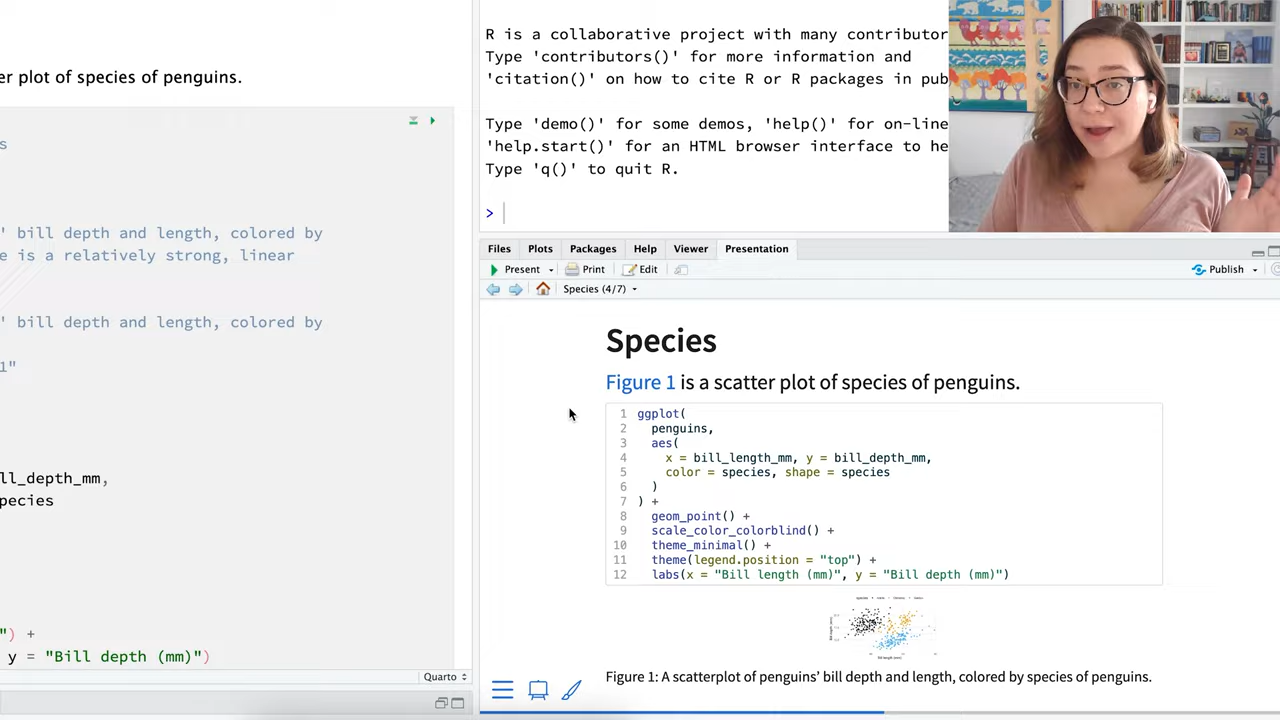 er plot of species of penguins.
s
' bill depth and length, colored by
e is a relatively strong, linear
' bill depth and length, colored by
1"
ll_depth_mm,
pecies
") +
y = "Bill depth (mm)")
Quarto
R is a collaborative project with many contributor
Type 'contributors()' for more information and
'citation()' on how to cite R or R packages in pub
Type 'demo()' for some demos, 'help()' for on-line
'help.start()' for an HTML browser interface to he
Type 'q()' to quit R.
>
Files Plots Packages Help Viewer Presentation
Present Print Edit Publish
Species (4/7)
Species
Figure 1 is a scatter plot of species of penguins.
1 ggplot(
2 penguins,
3 aes(
4 x = bill_length_mm, y = bill_depth_mm,
5 color = species, shape = species
6 )
7 ) +
8 geom_point() +
9 scale_color_colorblind() +
10 theme_minimal() +
11 theme(legend.position = "top") +
12 labs(x = "Bill length (mm)", y = "Bill depth (mm)")
Figure 1: A scatterplot of penguins’ bill depth and length, colored by species of penguins.